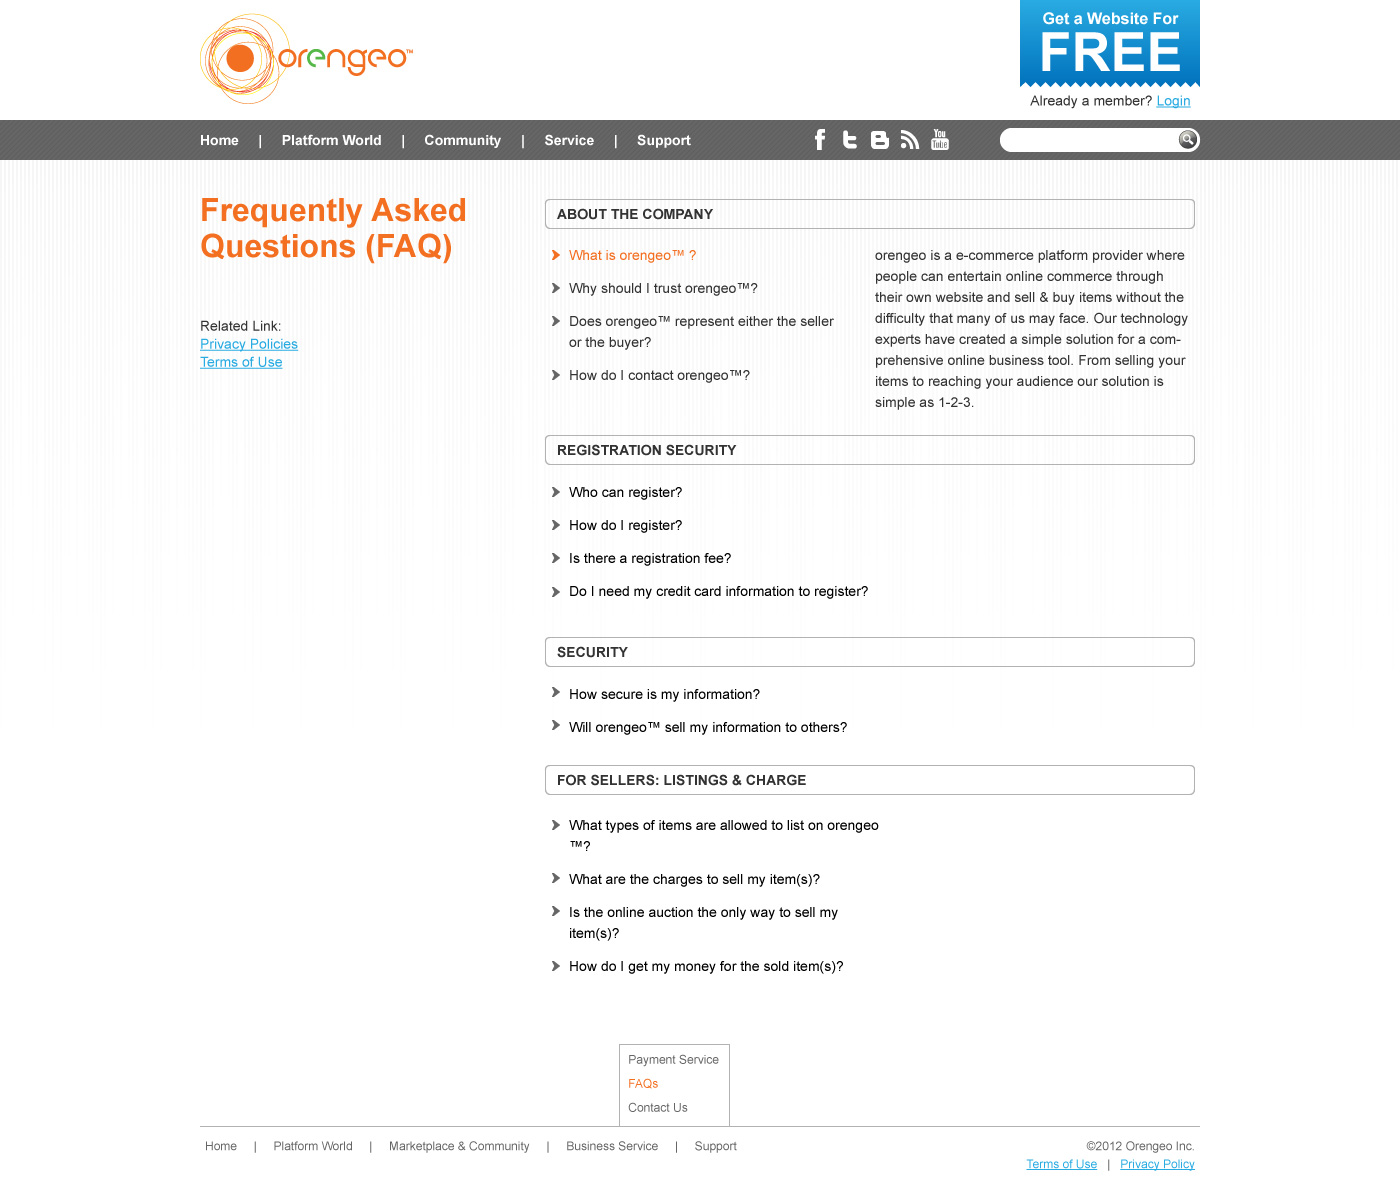 orengeo™
Get a Website For
FREE
Already a member? Login
Home | Platform World | Community | Service | Support
You
Tube
Frequently Asked
Questions (FAQ)
Related Link:
Privacy Policies
Terms of Use
ABOUT THE COMPANY
What is orengeo™ ?
Why should I trust orengeo™?
Does orengeo™ represent either the seller
or the buyer?
How do I contact orengeo™?
orengeo is a e-commerce platform provider where
people can entertain online commerce through
their own website and sell & buy items without the
difficulty that many of us may face. Our technology
experts have created a simple solution for a com-
prehensive online business tool. From selling your
items to reaching your audience our solution is
simple as 1-2-3.
REGISTRATION SECURITY
Who can register?
How do I register?
Is there a registration fee?
Do I need my credit card information to register?
SECURITY
How secure is my information?
Will orengeo™ sell my information to others?
FOR SELLERS: LISTINGS & CHARGE
What types of items are allowed to list on orengeo
™?
What are the charges to sell my item(s)?
Is the online auction the only way to sell my
item(s)?
How do I get my money for the sold item(s)?
Payment Service
FAQs
Contact Us
Home | Platform World | Marketplace & Community | Business Service | Support
©2012 Orengeo Inc.
Terms of Use | Privacy Policy